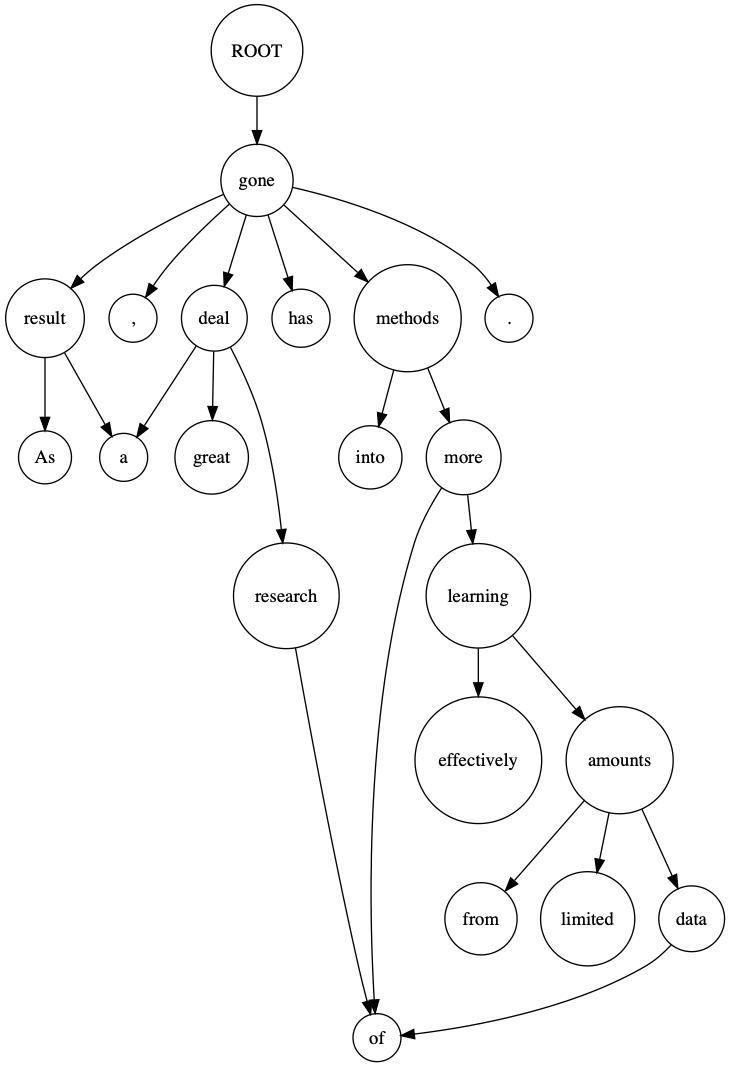 ROOT
gone
result , deal has methods .
As a great into more
research learning
effectively amounts
from limited data
of